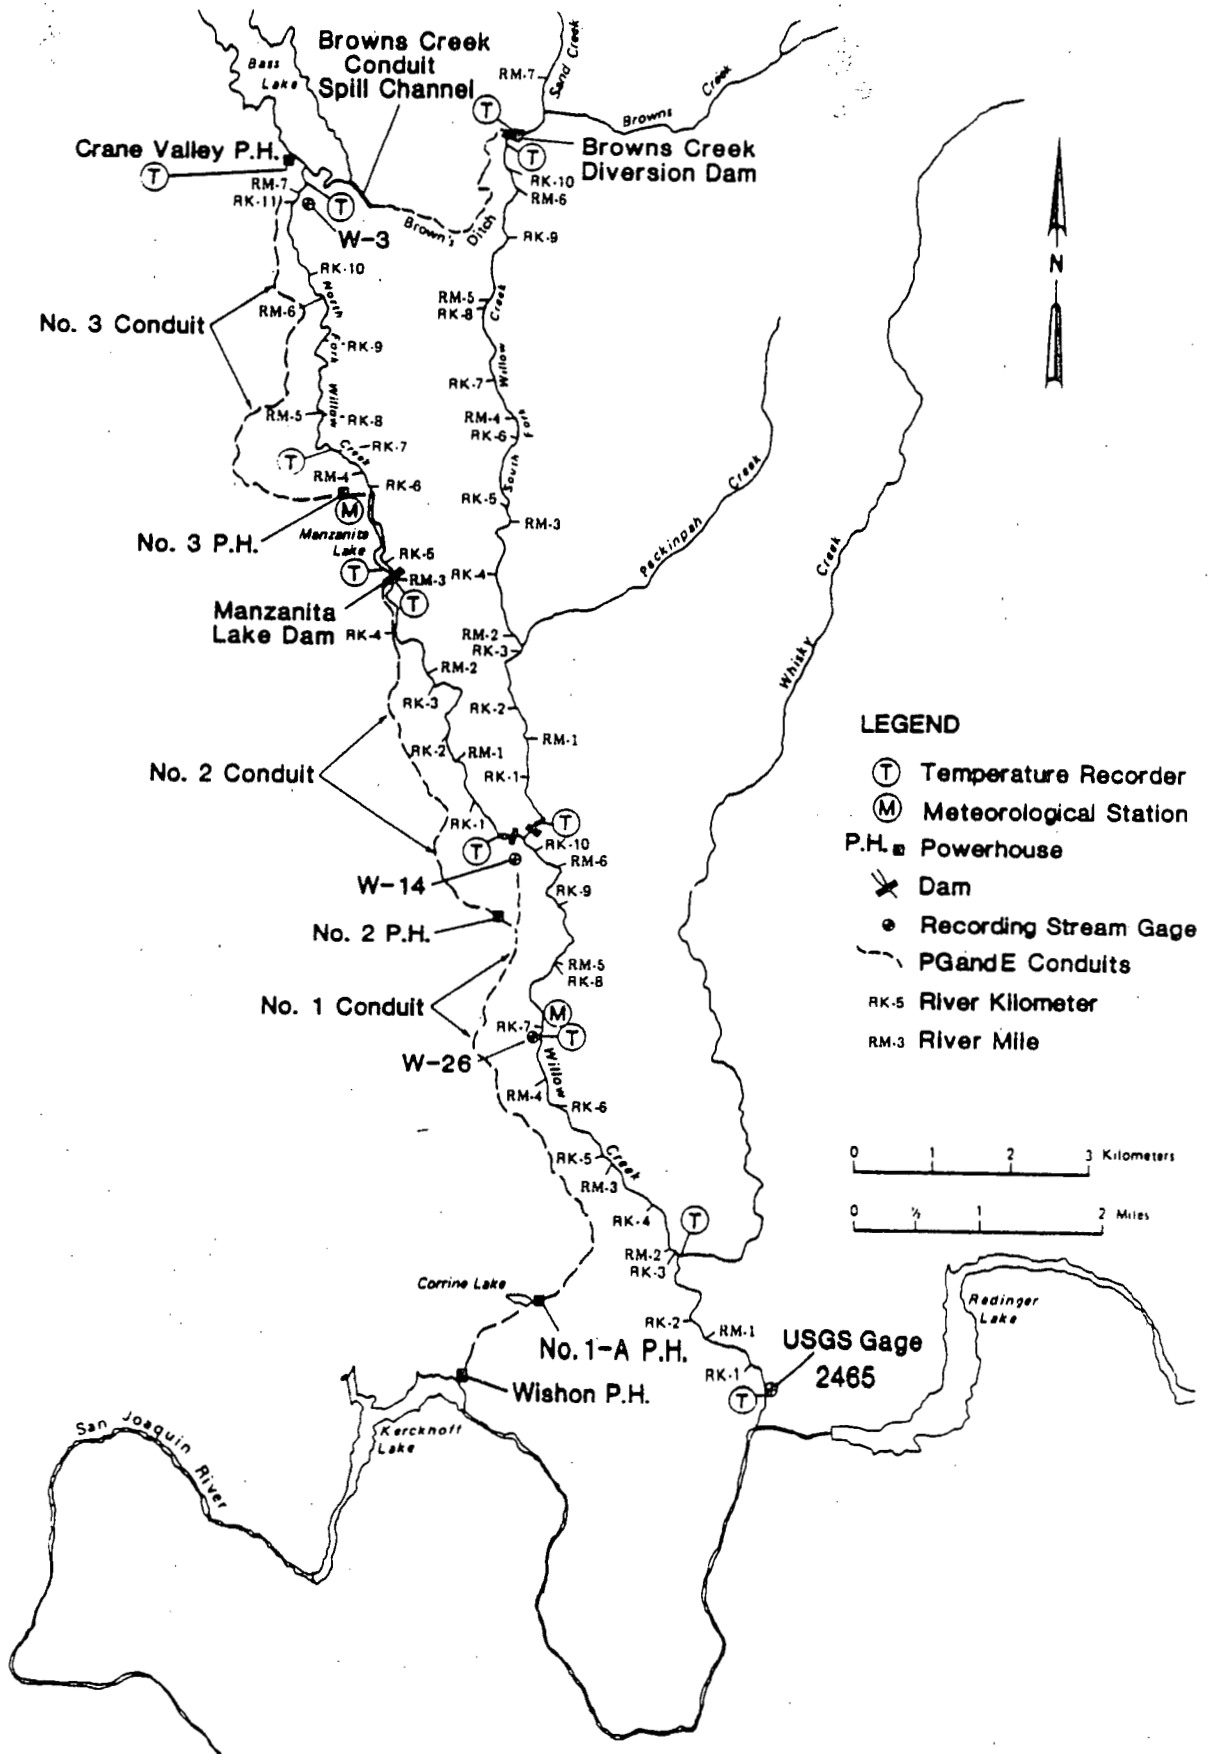 Browns Creek
Conduit
Spill Channel
Bass
Lake
RM-7
Sand Creek
Browns
Creek
T
Crane Valley P.H.
T
Browns Creek
Diversion Dam
T
RK-10
RM-6
RM-7
RK-11
T
W-3
Brown's
Ditch
RK-9
N
RK-10
No. 3 Conduit
RM-6
North
Fork
Willow
Creek
RM-5
RK-8
Creek
Willow
Fork
South
RK-9
RK-7
RM-5
RK-8
RM-4
RK-6
T
RK-7
RM-4
RK-6
M
No. 3 P.H.
Manzanita
Lake
RK-5
RM-3
Peckinpah
Creek
Whisky
Creek
RK-5
T
RM-3
RK-4
T
Manzanita
Lake Dam
RK-4
RM-2
RK-3
RM-2
RK-3
RK-2
RM-1
RK-2
RM-1
RK-1
No. 2 Conduit
RK-1
T
T
RK-10
RM-6
W-14
RK-9
No. 2 P.H.
RM-5
RK-8
No. 1 Conduit
M
RK-7
T
W-26
Willow
Creek
RM-4
RK-6
RK-5
RM-3
RK-4
T
RM-2
RK-3
Corrine Lake
No. 1-A P.H.
RK-2
RM-1
RK-1
T
USGS Gage
2465
Wishon P.H.
Kerckhoff
Lake
San Joaquin River
Redinger
Lake
LEGEND
T Temperature Recorder
M Meteorological Station
P.H. Powerhouse
Dam
Recording Stream Gage
PGandE Conduits
RK-5 River Kilometer
RM-3 River Mile
0 1 2 3 Kilometers
0 ½ 1 2 Miles